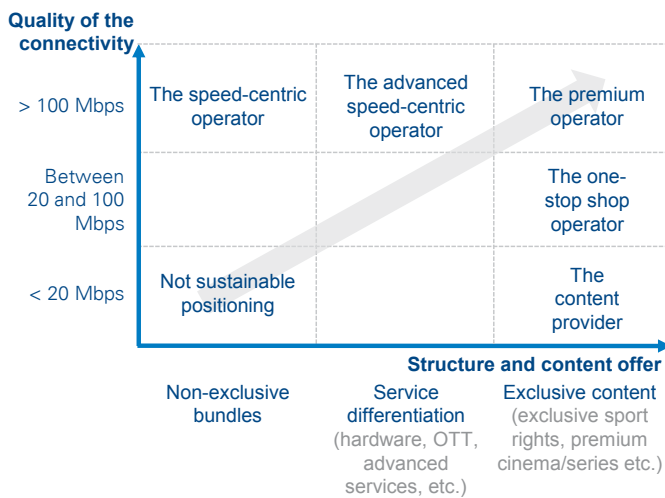 Quality of the
connectivity
> 100 Mbps
The speed-centric
operator
The advanced
speed-centric
operator
The premium
operator
Between
20 and 100
Mbps
The one-
stop shop
operator
< 20 Mbps
Not sustainable
positioning
The
content
provider
Structure and content offer
Non-exclusive
bundles
Service
differentiation
(hardware, OTT,
advanced
services, etc.)
Exclusive content
(exclusive sport
rights, premium
cinema/series etc.)